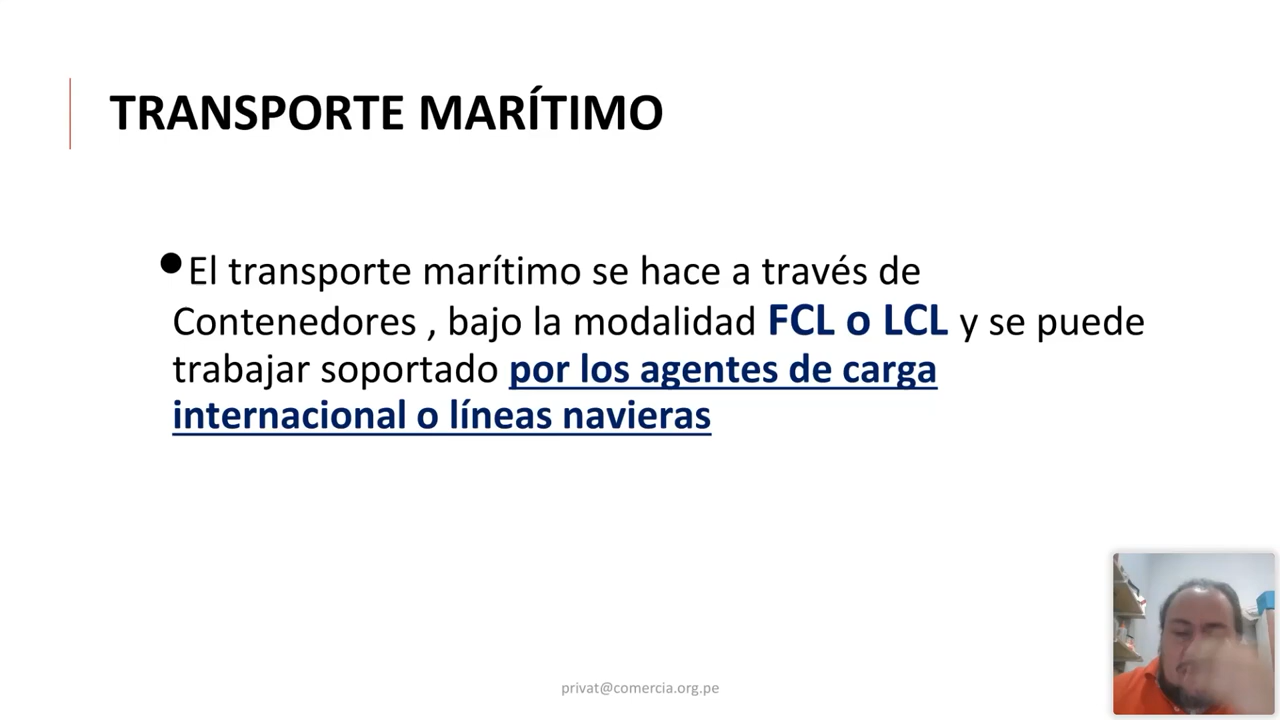 TRANSPORTE MARÍTIMO
•El transporte marítimo se hace a través de
Contenedores , bajo la modalidad FCL o LCL y se puede
trabajar soportado por los agentes de carga
internacional o líneas navieras
privat@comercia.org.pe